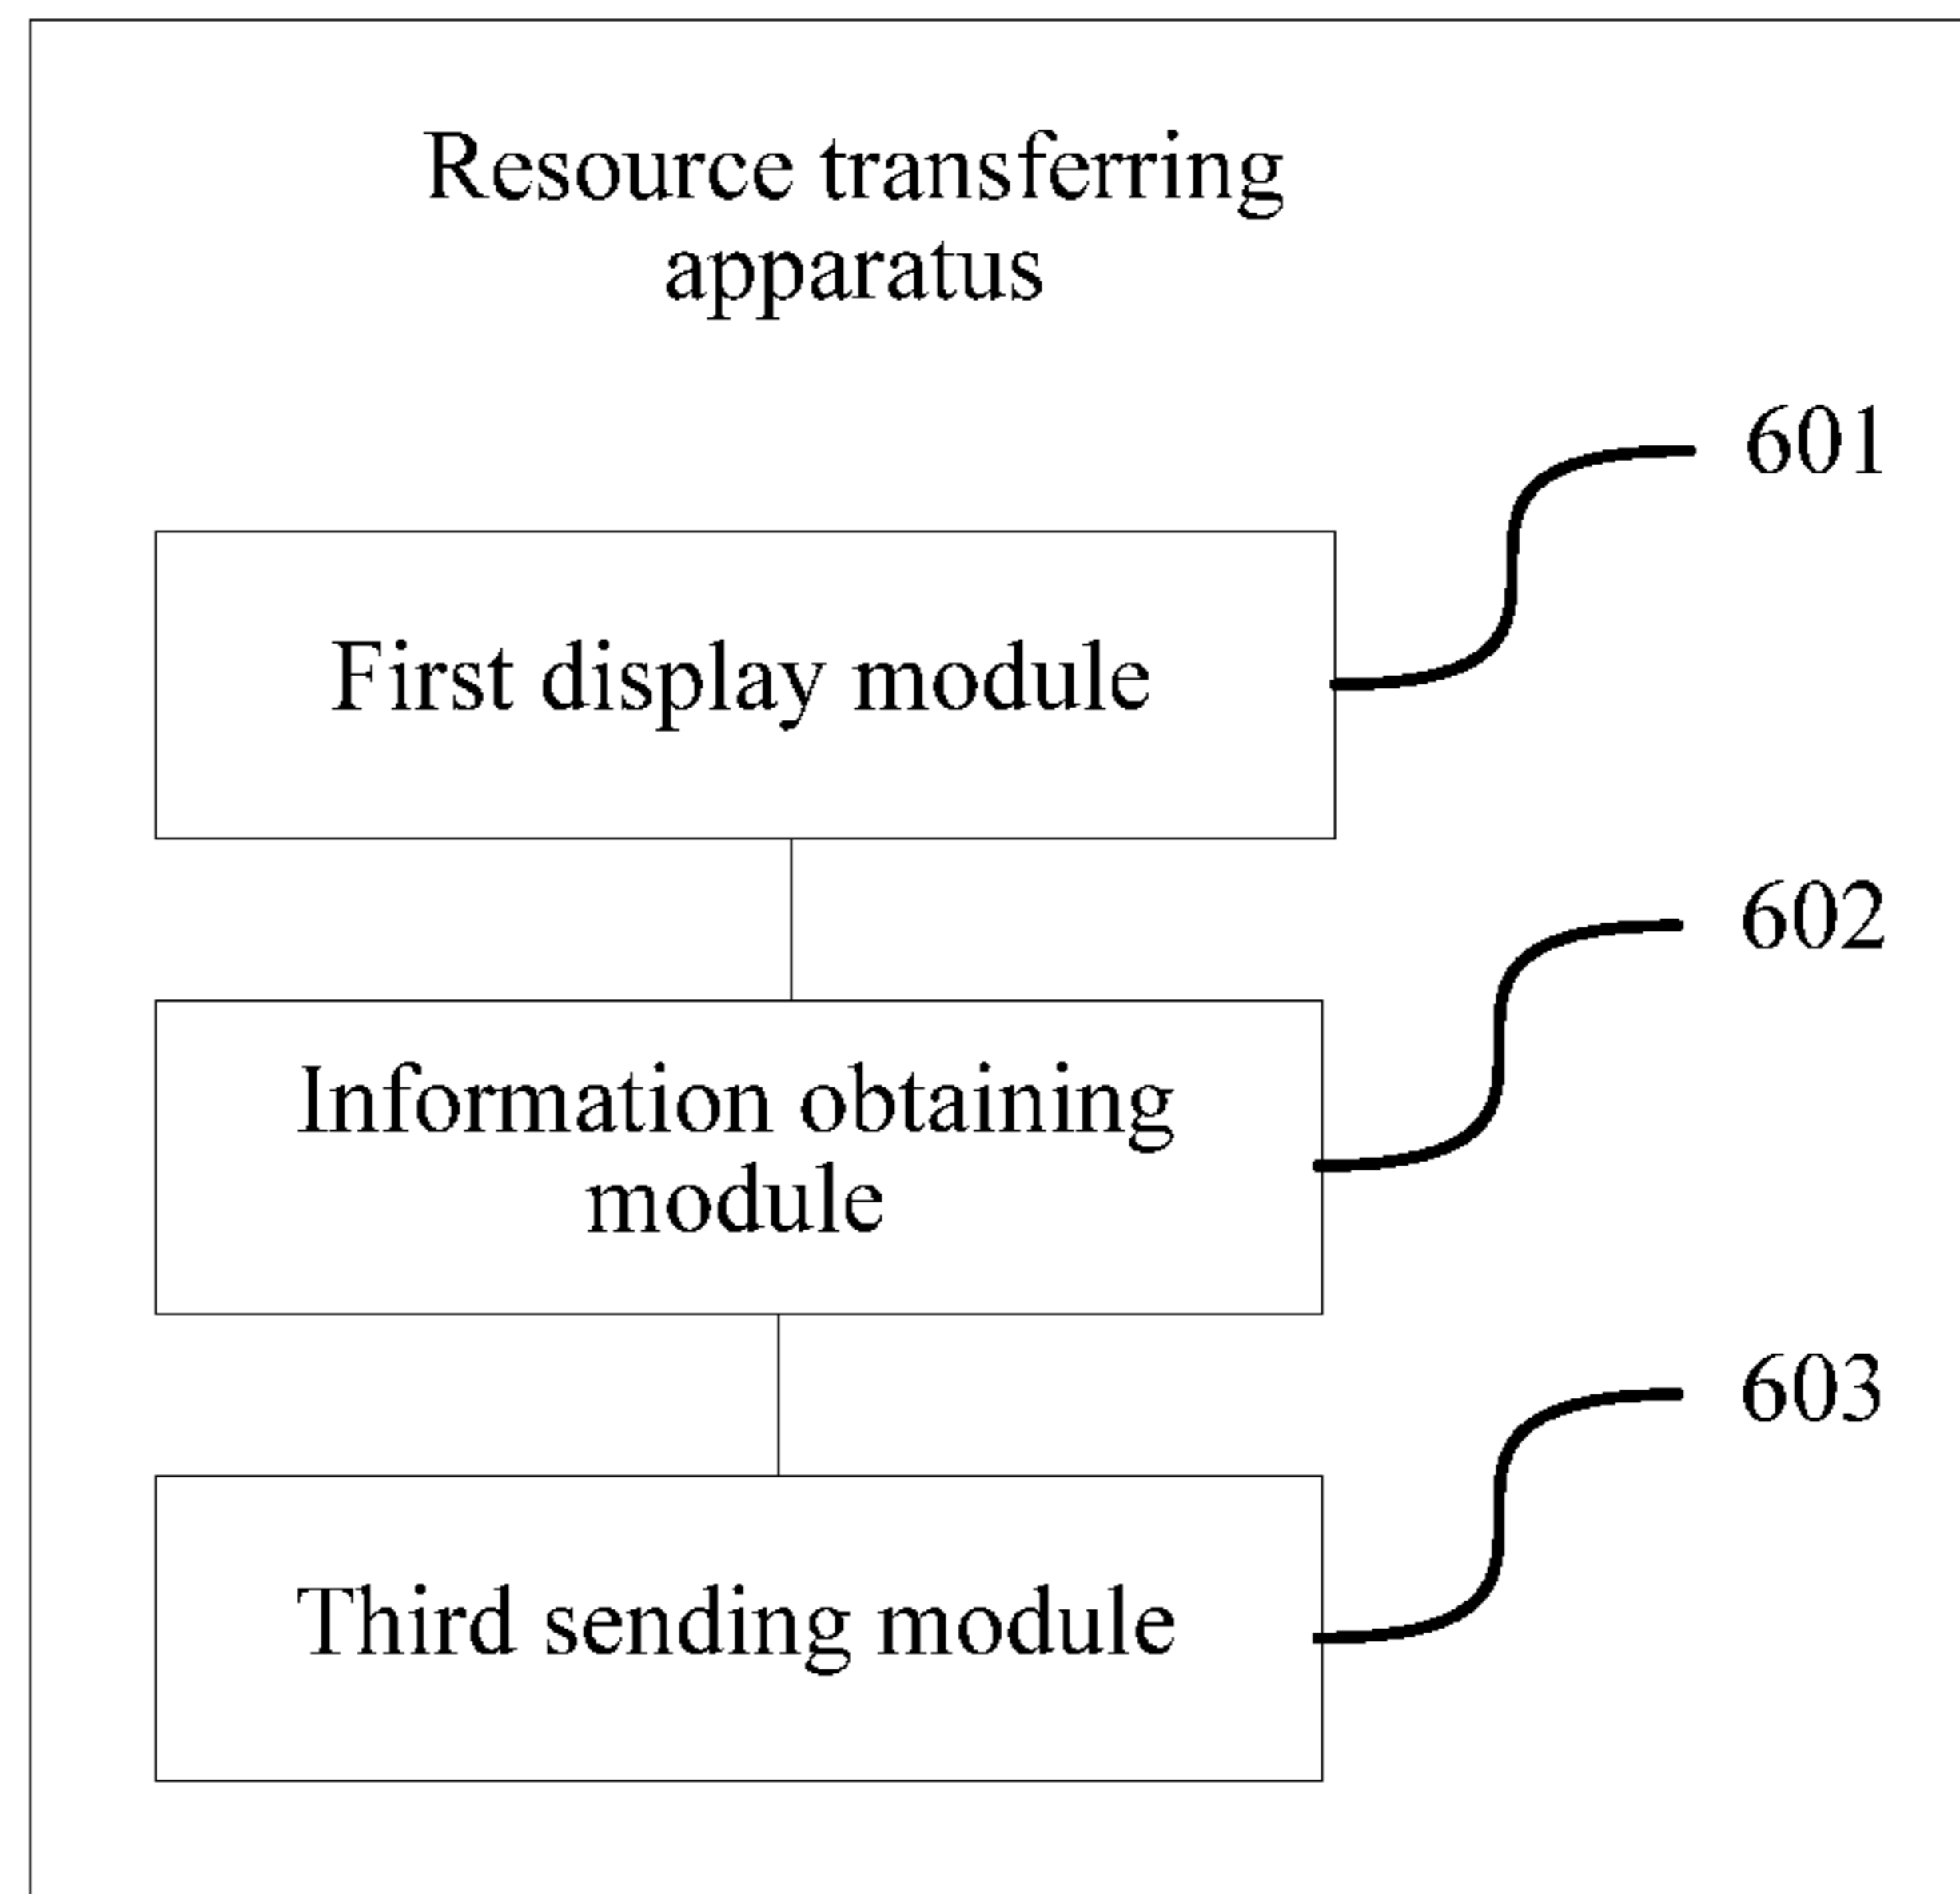 Resource transferring
apparatus
601
First display module
602
Information obtaining
module
603
Third sending module